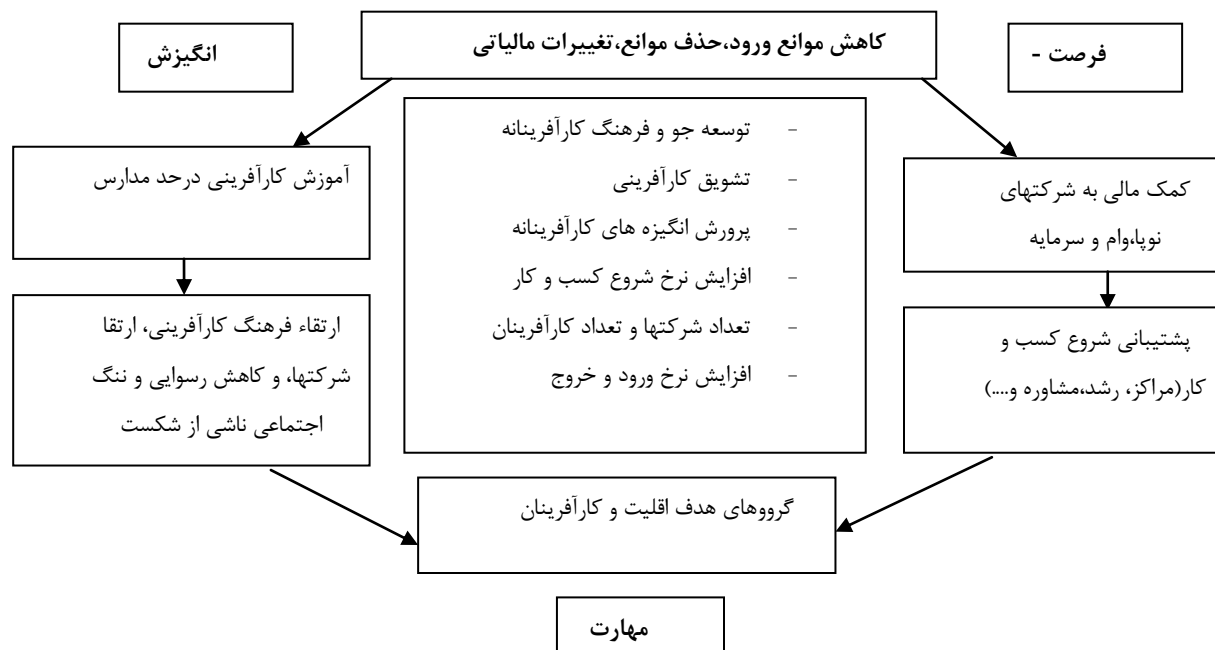 فرصت -
کاهش موانع ورود،حذف موانع،تغییرات مالیاتی
انگیزش
کمک مالی به شرکتهای
نوپا،وام و سرمایه
- توسعه جو و فرهنگ کارآفرینانه
- تشویق کارآفرینی
- پرورش انگیزه های کارآفرینانه
- افزایش نرخ شروع کسب و کار
- تعداد شرکتها و تعداد کارآفرینان
- افزایش نرخ ورود و خروج
آموزش کارآفرینی درحد مدارس
پشتیبانی شروع کسب و
کار(مراکز، رشد،مشاوره و....)
ارتقاء فرهنگ کارآفرینی، ارتقا
شرکتها، و کاهش رسوایی و ننگ
اجتماعی ناشی از شکست
گرووهای هدف اقلیت و کارآفرینان
مهارت